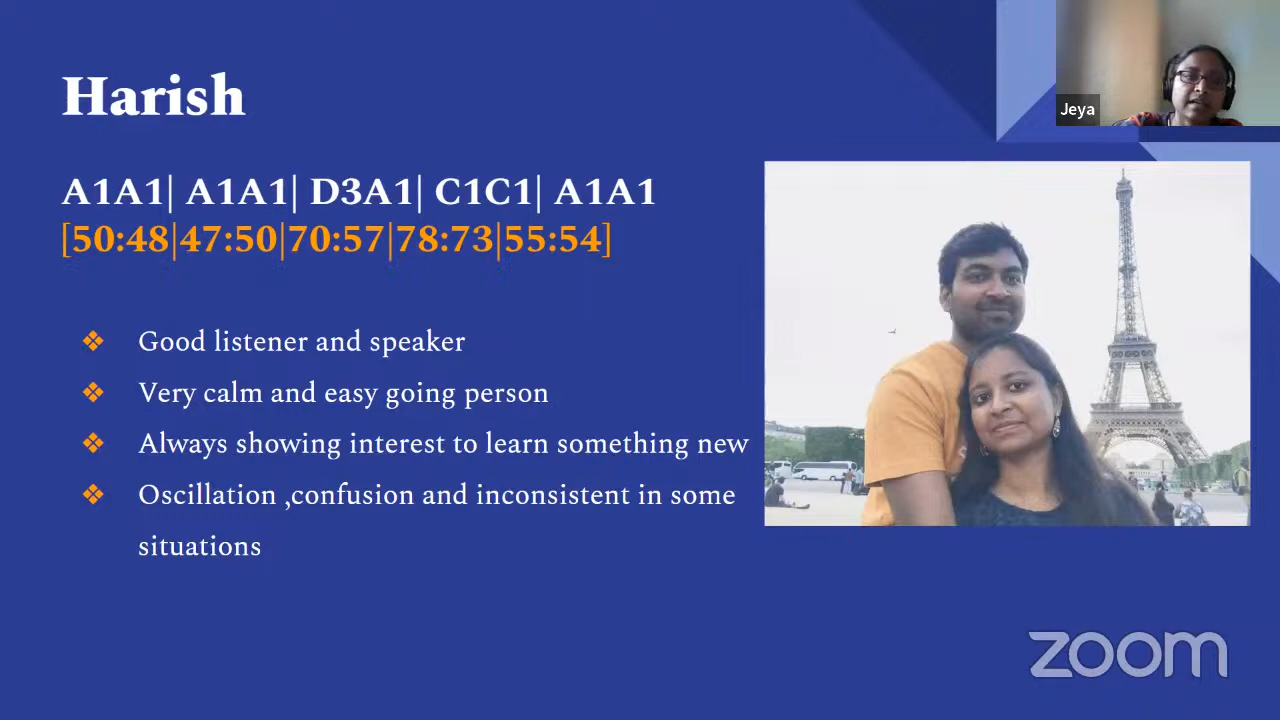 Harish
Jeya
A1A1| A1A1| D3A1| C1C1| A1A1
[50:48|47:50|70:57|78:73|55:54]
❖ Good listener and speaker
❖ Very calm and easy going person
❖ Always showing interest to learn something new
❖ Oscillation ,confusion and inconsistent in some
situations
zoom